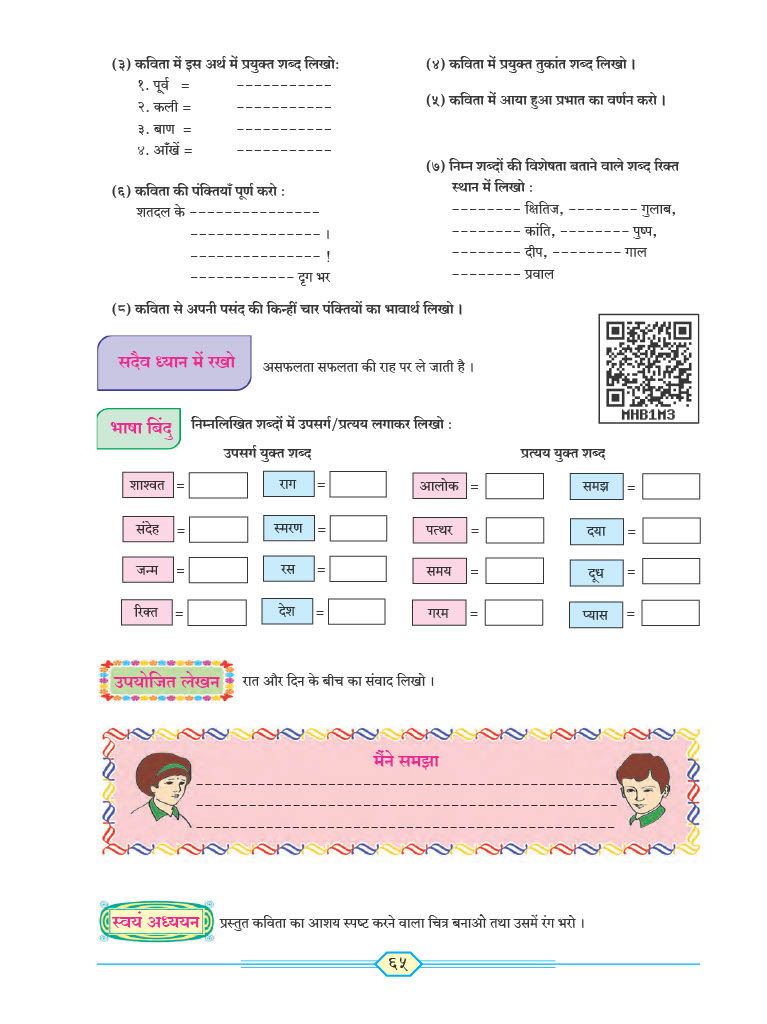 (३) कविता में इस अर्थ में प्रयुक्त शब्द लिखो:
१. पूर्व = -----------
२. कली = -----------
३. बाण = -----------
४. आँखें = -----------
(४) कविता में प्रयुक्त तुकांत शब्द लिखो ।
(५) कविता में आया हुआ प्रभात का वर्णन करो ।
(६) कविता की पंक्तियाँ पूर्ण करो :
शतदल के ---------------
--------------- ।
--------------- !
------------ दृग भर
(७) निम्न शब्दों की विशेषता बताने वाले शब्द रिक्त
स्थान में लिखो :
-------- क्षितिज, -------- गुलाब,
-------- कांति, -------- पुष्प,
-------- दीप, -------- गाल
-------- प्रवाल
(८) कविता से अपनी पसंद की किन्हीं चार पंक्तियों का भावार्थ लिखो ।
सदैव ध्यान में रखो
असफलता सफलता की राह पर ले जाती है ।
MHB1M3
भाषा बिंदु
निम्नलिखित शब्दों में उपसर्ग/प्रत्यय लगाकर लिखो :
उपसर्ग युक्त शब्द प्रत्यय युक्त शब्द
शाश्वत = राग = आलोक = समझ =
संदेह = स्मरण = पत्थर = दया =
जन्म = रस = समय = दूध =
रिक्त = देश = गरम = प्यास =
उपयोजित लेखन
रात और दिन के बीच का संवाद लिखो ।
मैंने समझा
स्वयं अध्ययन
प्रस्तुत कविता का आशय स्पष्ट करने वाला चित्र बनाओ तथा उसमें रंग भरो ।
६५